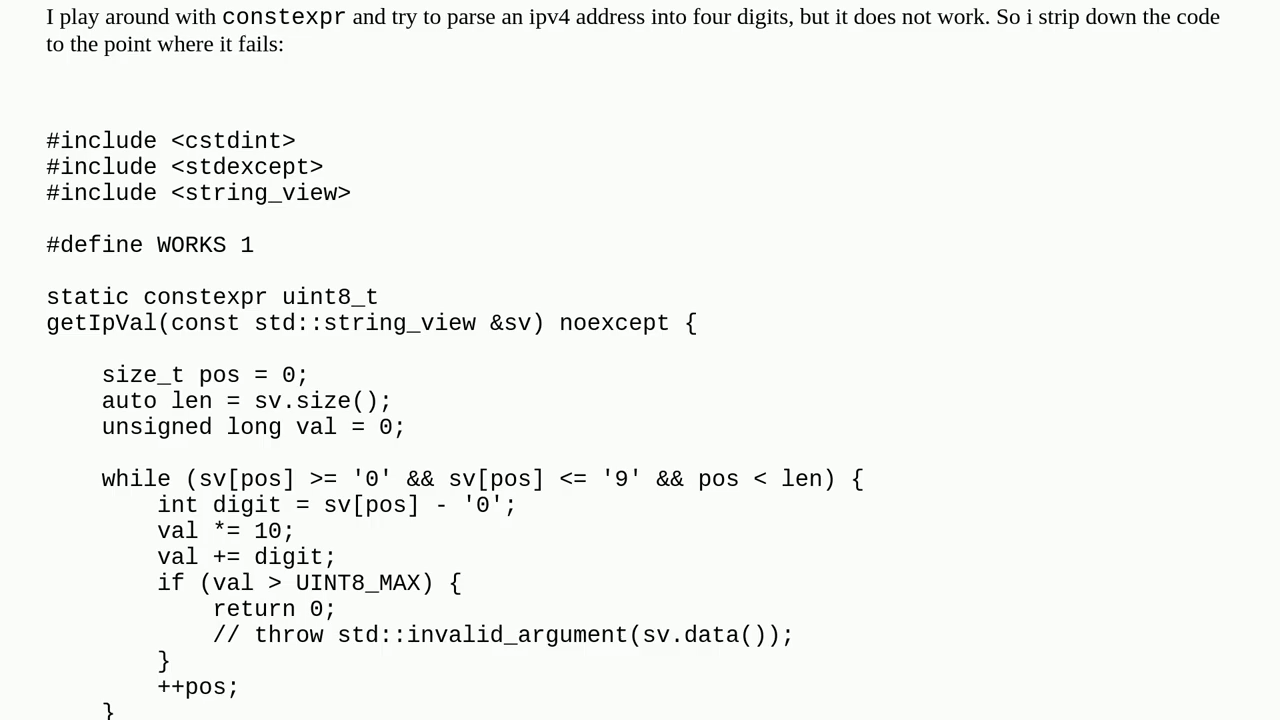 I play around with constexpr and try to parse an ipv4 address into four digits, but it does not work. So i strip down the code
to the point where it fails:
#include <cstdint>
#include <stdexcept>
#include <string_view>
#define WORKS 1
static constexpr uint8_t
getIpVal(const std::string_view &sv) noexcept {
    size_t pos = 0;
    auto len = sv.size();
    unsigned long val = 0;
    while (sv[pos] >= '0' && sv[pos] <= '9' && pos < len) {
        int digit = sv[pos] - '0';
        val *= 10;
        val += digit;
        if (val > UINT8_MAX) {
            return 0;
            // throw std::invalid_argument(sv.data());
        }
        ++pos;
    }